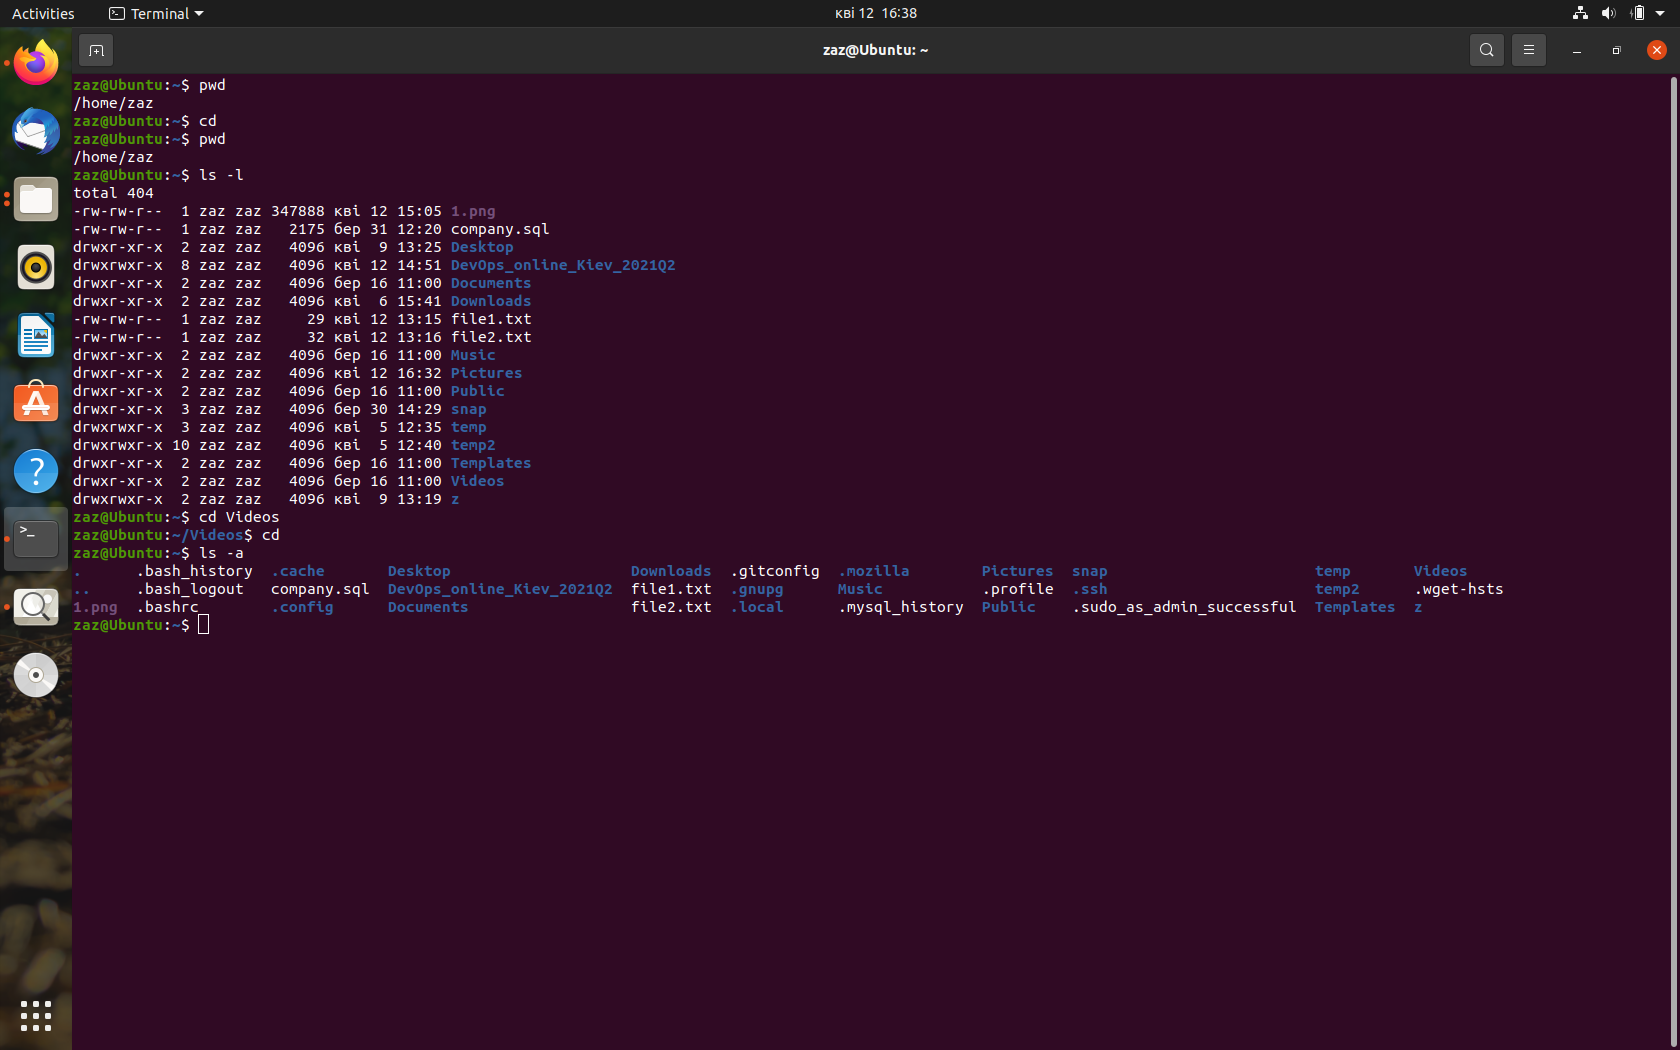 Activities Terminal кві 12 16:38
zaz@Ubuntu: ~
zaz@Ubuntu:~$ pwd
/home/zaz
zaz@Ubuntu:~$ cd
zaz@Ubuntu:~$ pwd
/home/zaz
zaz@Ubuntu:~$ ls -l
total 404
-rw-rw-r--  1 zaz zaz 347888 кві 12 15:05 1.png
-rw-rw-r--  1 zaz zaz   2175 бер 31 12:20 company.sql
drwxr-xr-x  2 zaz zaz   4096 кві  9 13:25 Desktop
drwxrwxr-x  8 zaz zaz   4096 кві 12 14:51 DevOps_online_Kiev_2021Q2
drwxr-xr-x  2 zaz zaz   4096 бер 16 11:00 Documents
drwxr-xr-x  2 zaz zaz   4096 кві  6 15:41 Downloads
-rw-rw-r--  1 zaz zaz     29 кві 12 13:15 file1.txt
-rw-rw-r--  1 zaz zaz     32 кві 12 13:16 file2.txt
drwxr-xr-x  2 zaz zaz   4096 бер 16 11:00 Music
drwxr-xr-x  2 zaz zaz   4096 кві 12 16:32 Pictures
drwxr-xr-x  2 zaz zaz   4096 бер 16 11:00 Public
drwxr-xr-x  3 zaz zaz   4096 бер 30 14:29 snap
drwxrwxr-x  3 zaz zaz   4096 кві  5 12:35 temp
drwxrwxr-x 10 zaz zaz   4096 кві  5 12:40 temp2
drwxr-xr-x  2 zaz zaz   4096 бер 16 11:00 Templates
drwxr-xr-x  2 zaz zaz   4096 бер 16 11:00 Videos
drwxrwxr-x  2 zaz zaz   4096 кві  9 13:19 z
zaz@Ubuntu:~$ cd Videos
zaz@Ubuntu:~/Videos$ cd
zaz@Ubuntu:~$ ls -a
.      .bash_history  .cache       Desktop                    Downloads  .gitconfig  .mozilla        Pictures  snap                       temp       Videos
..     .bash_logout   company.sql  DevOps_online_Kiev_2021Q2  file1.txt  .gnupg      Music           .profile  .ssh                       temp2      .wget-hsts
1.png  .bashrc        .config      Documents                  file2.txt  .local      .mysql_history  Public    .sudo_as_admin_successful  Templates  z
zaz@Ubuntu:~$